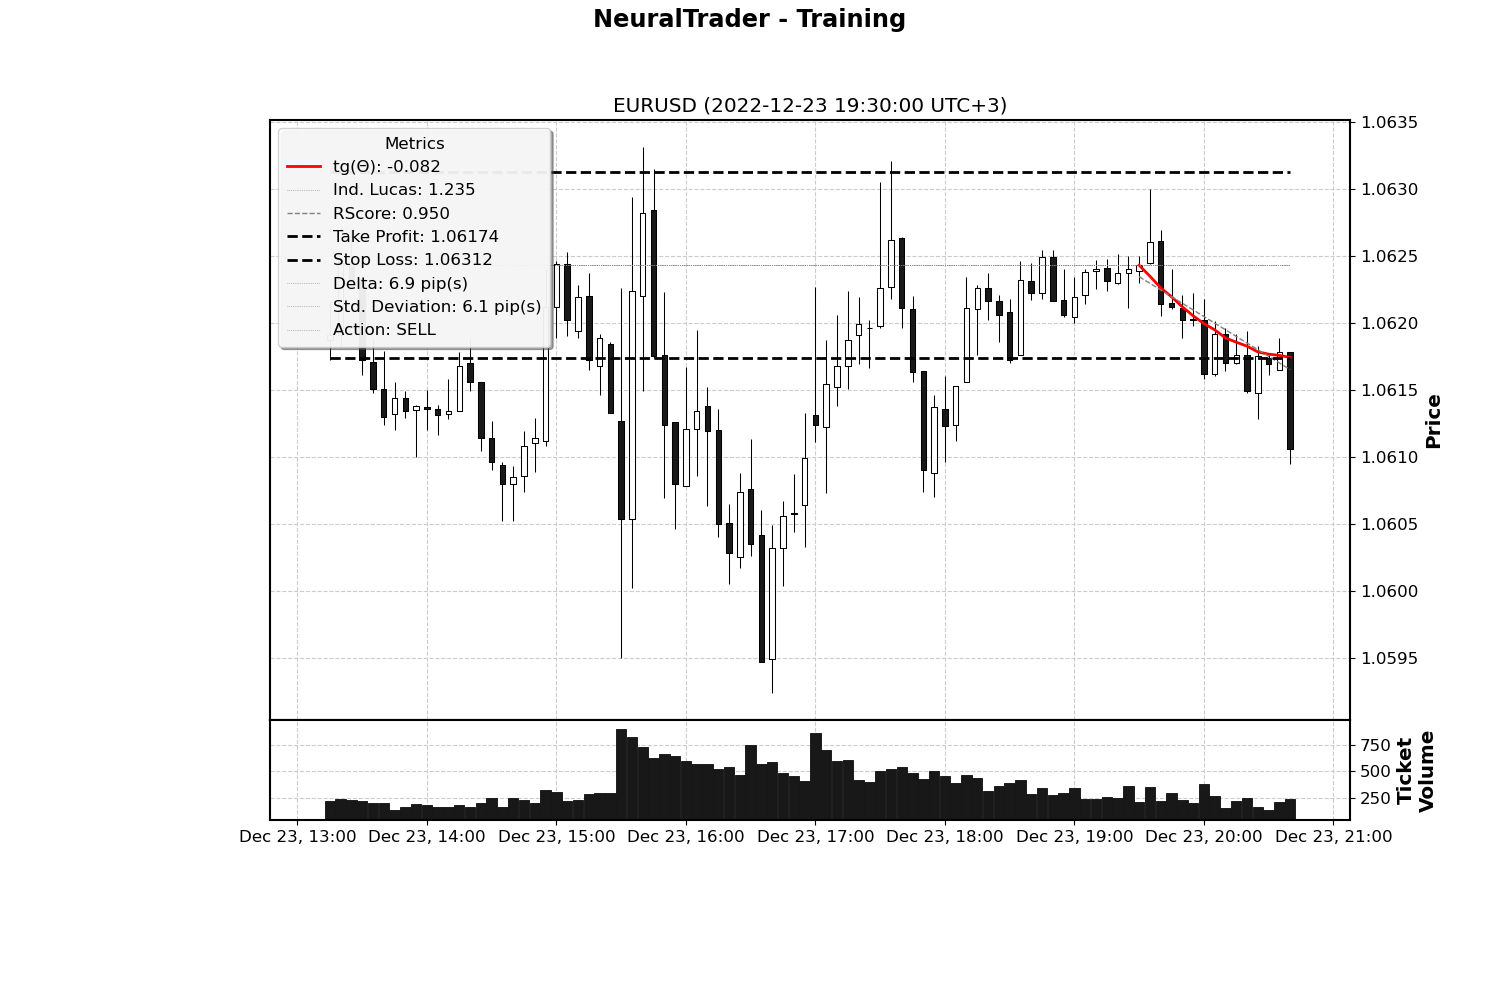 NeuralTrader - Training
EURUSD (2022-12-23 19:30:00 UTC+3)
Metrics
tg(Θ): -0.082
Ind. Lucas: 1.235
RScore: 0.950
Take Profit: 1.06174
Stop Loss: 1.06312
Delta: 6.9 pip(s)
Std. Deviation: 6.1 pip(s)
Action: SELL
1.0635
1.0630
1.0625
1.0620
1.0615
1.0610
1.0605
1.0600
1.0595
Price
750
500
250
Ticket
Volume
Dec 23, 13:00
Dec 23, 14:00
Dec 23, 15:00
Dec 23, 16:00
Dec 23, 17:00
Dec 23, 18:00
Dec 23, 19:00
Dec 23, 20:00
Dec 23, 21:00